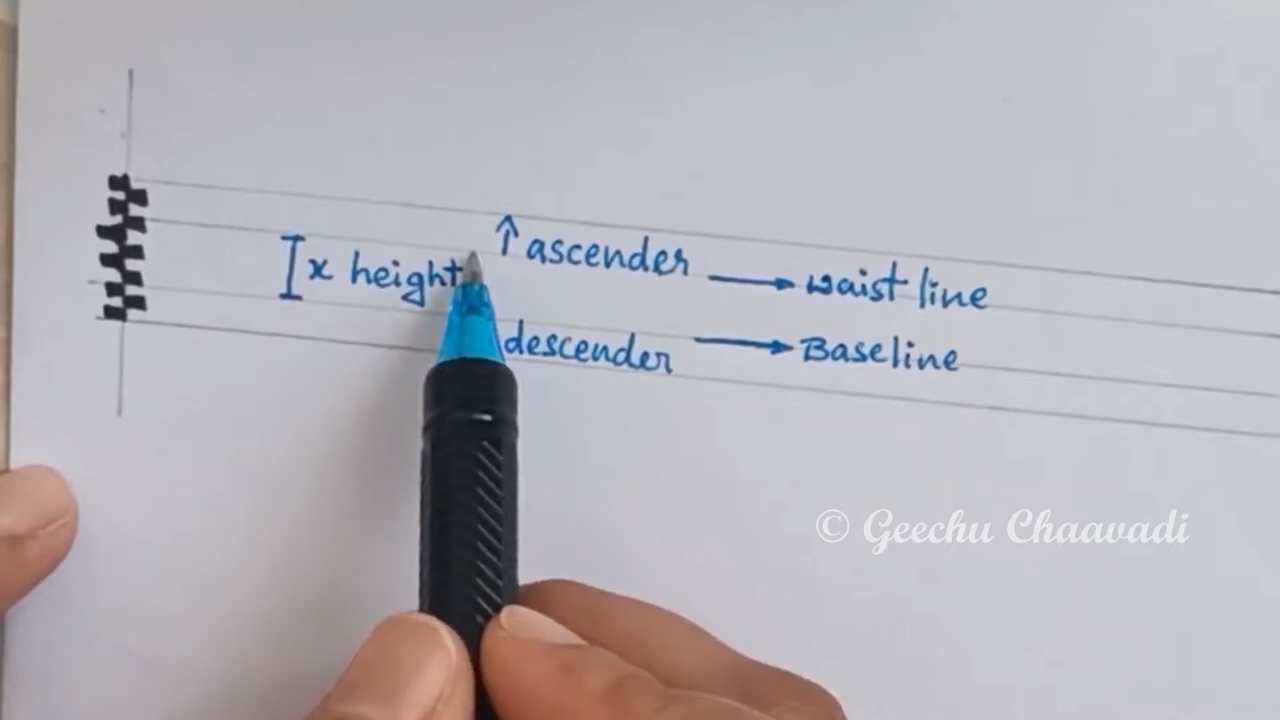 ↑ ascender → waist line
x height
descender → Baseline
© Geechu Chaavadi